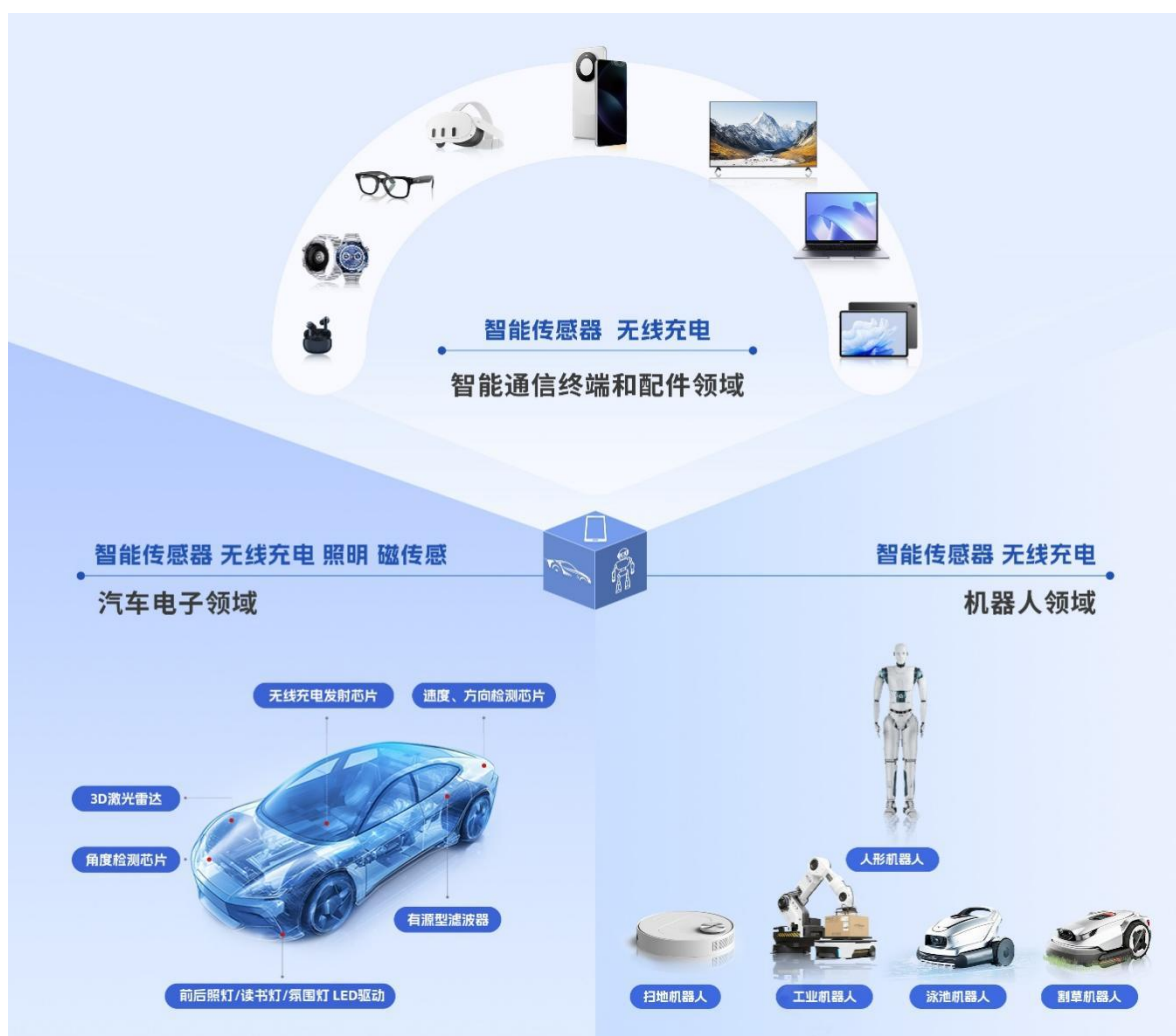 智能传感器 无线充电
智能通信终端和配件领域
智能传感器 无线充电 照明 磁传感
汽车电子领域
智能传感器 无线充电
机器人领域
无线充电发射芯片
速度、方向检测芯片
3D激光雷达
角度检测芯片
有源型滤波器
前后照灯/读书灯/氛围灯 LED驱动
人形机器人
扫地机器人
工业机器人
泳池机器人
割草机器人